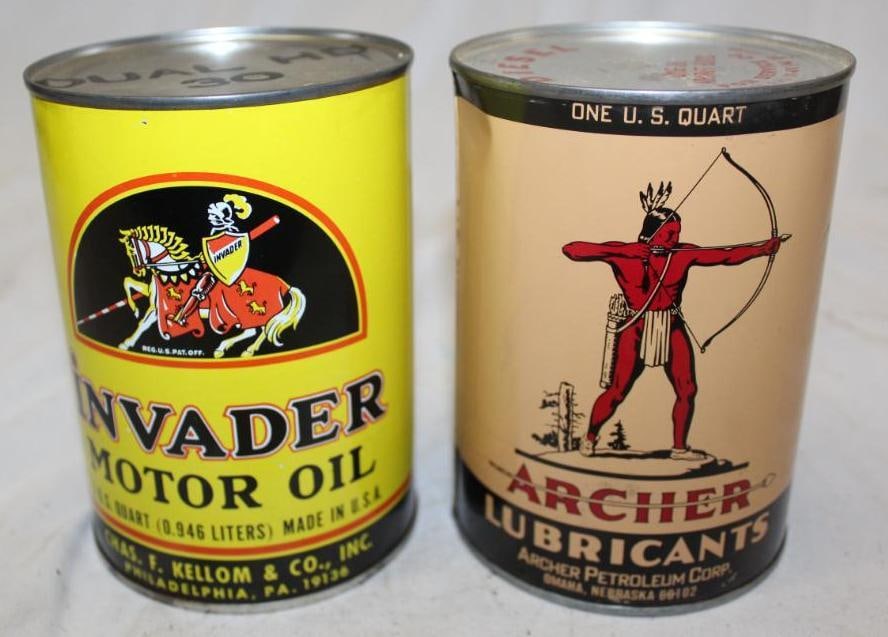 DUAL HD
30
INVADER
REG. U.S. PAT. OFF.
INVADER
MOTOR OIL
U.S. QUART (0.946 LITERS) MADE IN U.S.A.
CHAS. F. KELLOM & CO., INC.
PHILADELPHIA, PA. 19136
DIESEL
ONE U. S. QUART
ARCHER
LUBRICANTS
ARCHER PETROLEUM CORP.
OMAHA, NEBRASKA 68102